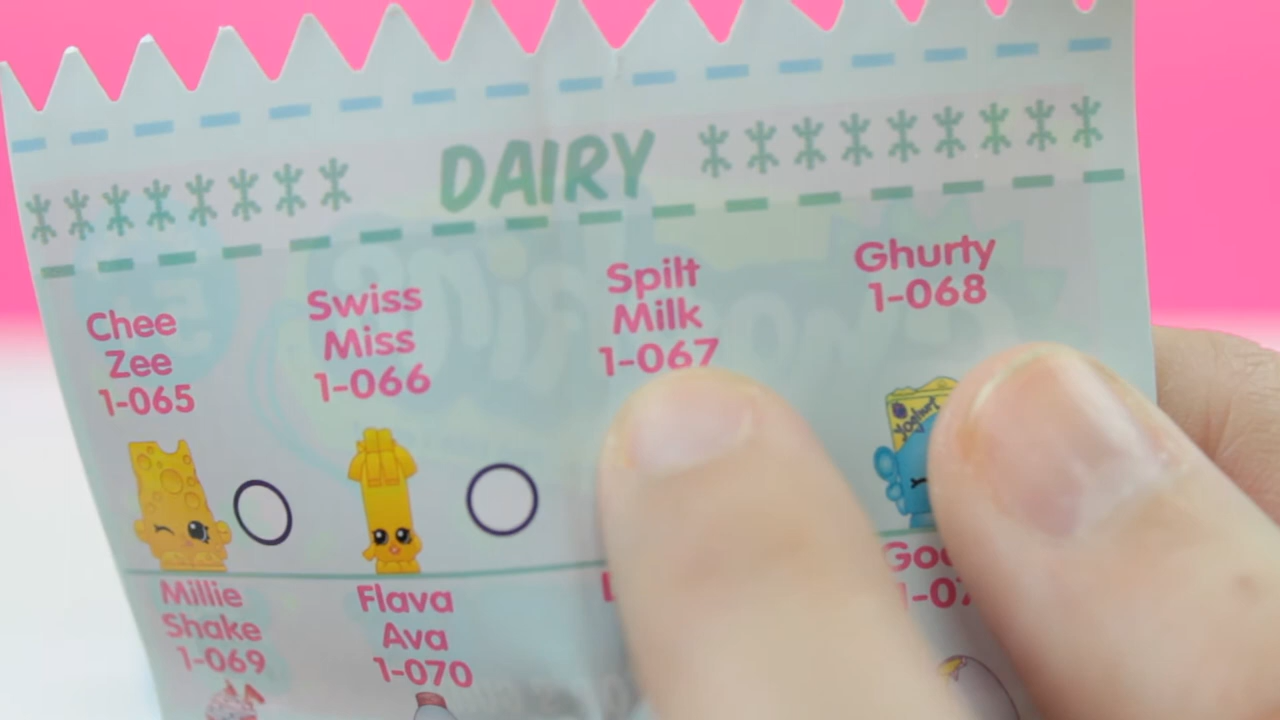 DAIRY
Chee
Zee
1-065
Swiss
Miss
1-066
Spilt
Milk
1-067
Ghurty
1-068
Yoghurt
Millie
Shake
1-069
Flava
Ava
1-070